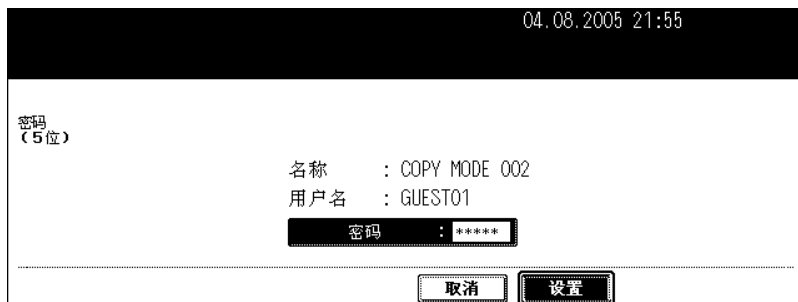 04.08.2005 21:55
密码
(5位)
名称 : COPY MODE 002
用户名 : GUEST01
密码 : *****
取消 设置